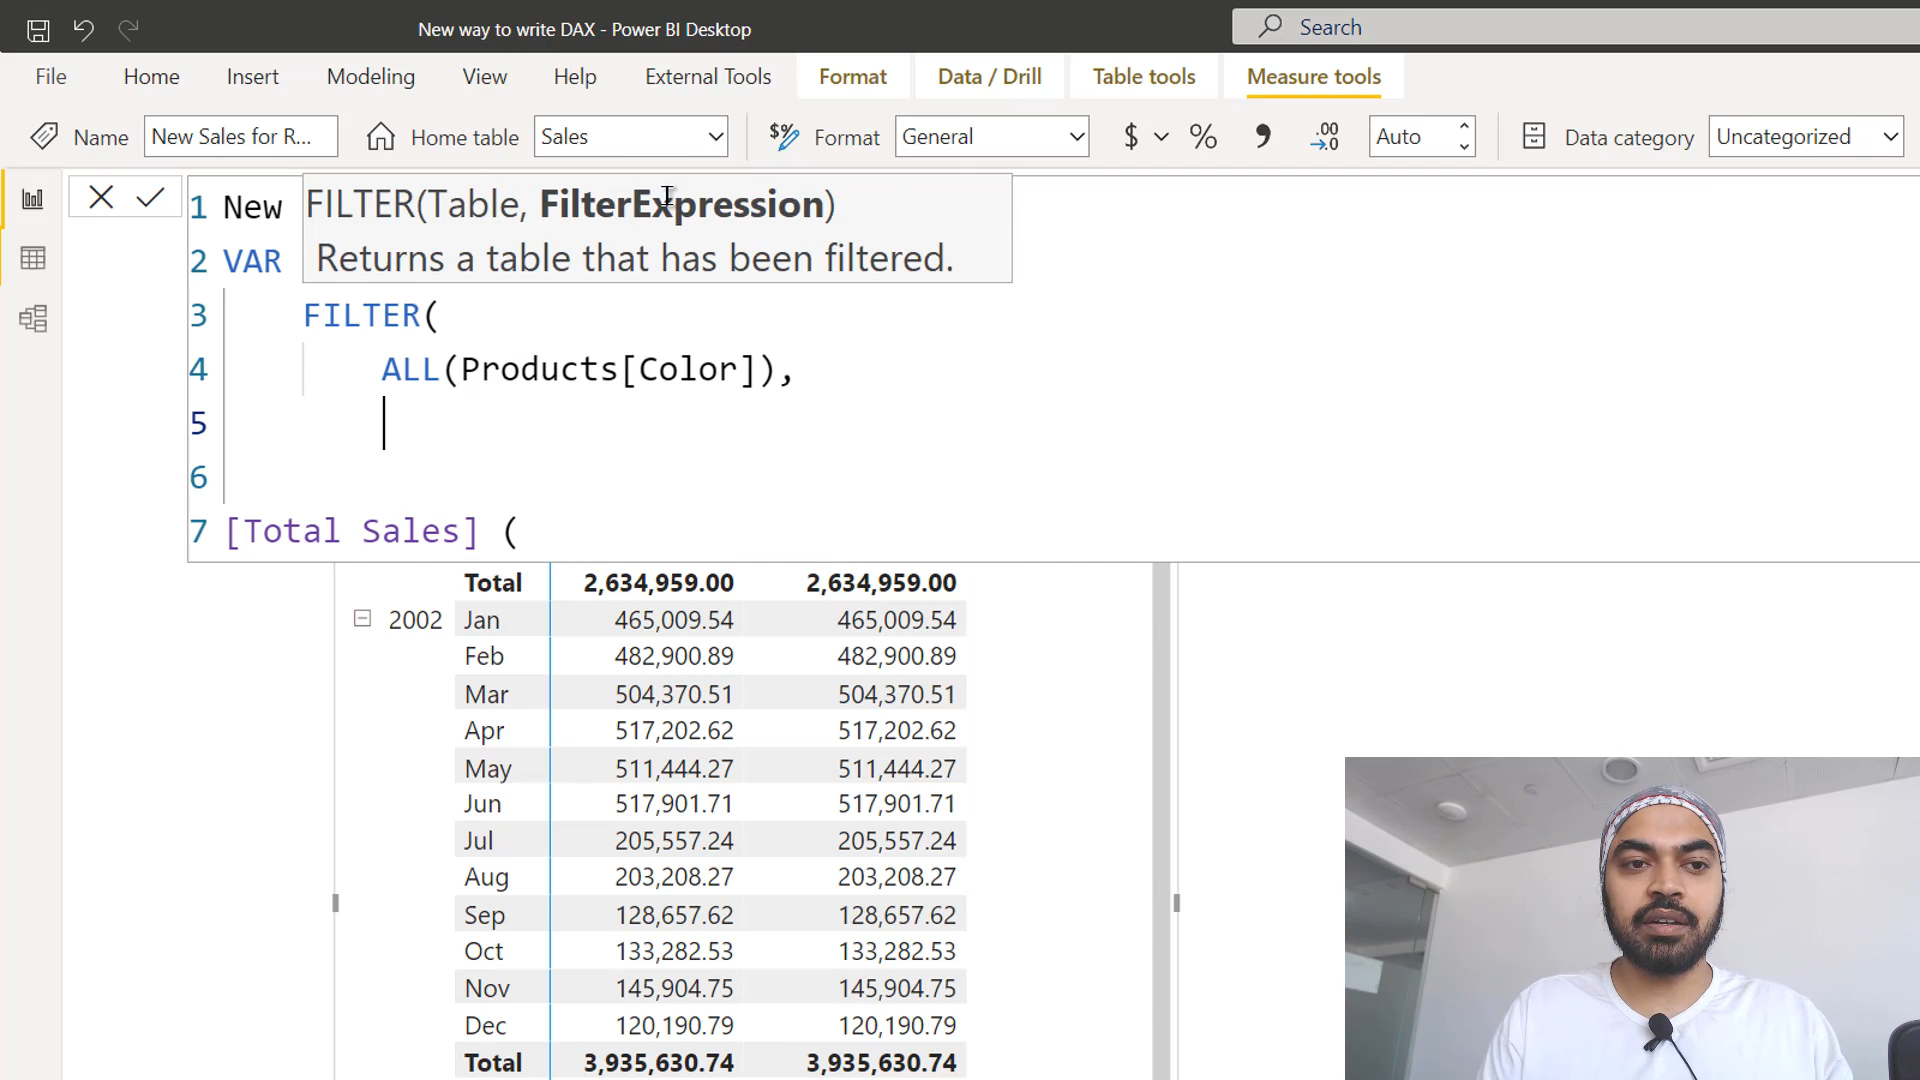 New way to write DAX - Power BI Desktop
Search
File Home Insert Modeling View Help External Tools Format Data / Drill Table tools Measure tools
Name New Sales for R... Home table Sales Format General $ % , .00 →.0 Auto Data category Uncategorized
1 New FILTER(Table, FilterExpression)
2 VAR Returns a table that has been filtered.
3 FILTER(
4 ALL(Products[Color]),
5
6
7 [Total Sales] (
Total 2,634,959.00 2,634,959.00
2002 Jan 465,009.54 465,009.54
Feb 482,900.89 482,900.89
Mar 504,370.51 504,370.51
Apr 517,202.62 517,202.62
May 511,444.27 511,444.27
Jun 517,901.71 517,901.71
Jul 205,557.24 205,557.24
Aug 203,208.27 203,208.27
Sep 128,657.62 128,657.62
Oct 133,282.53 133,282.53
Nov 145,904.75 145,904.75
Dec 120,190.79 120,190.79
Total 3,935,630.74 3,935,630.74